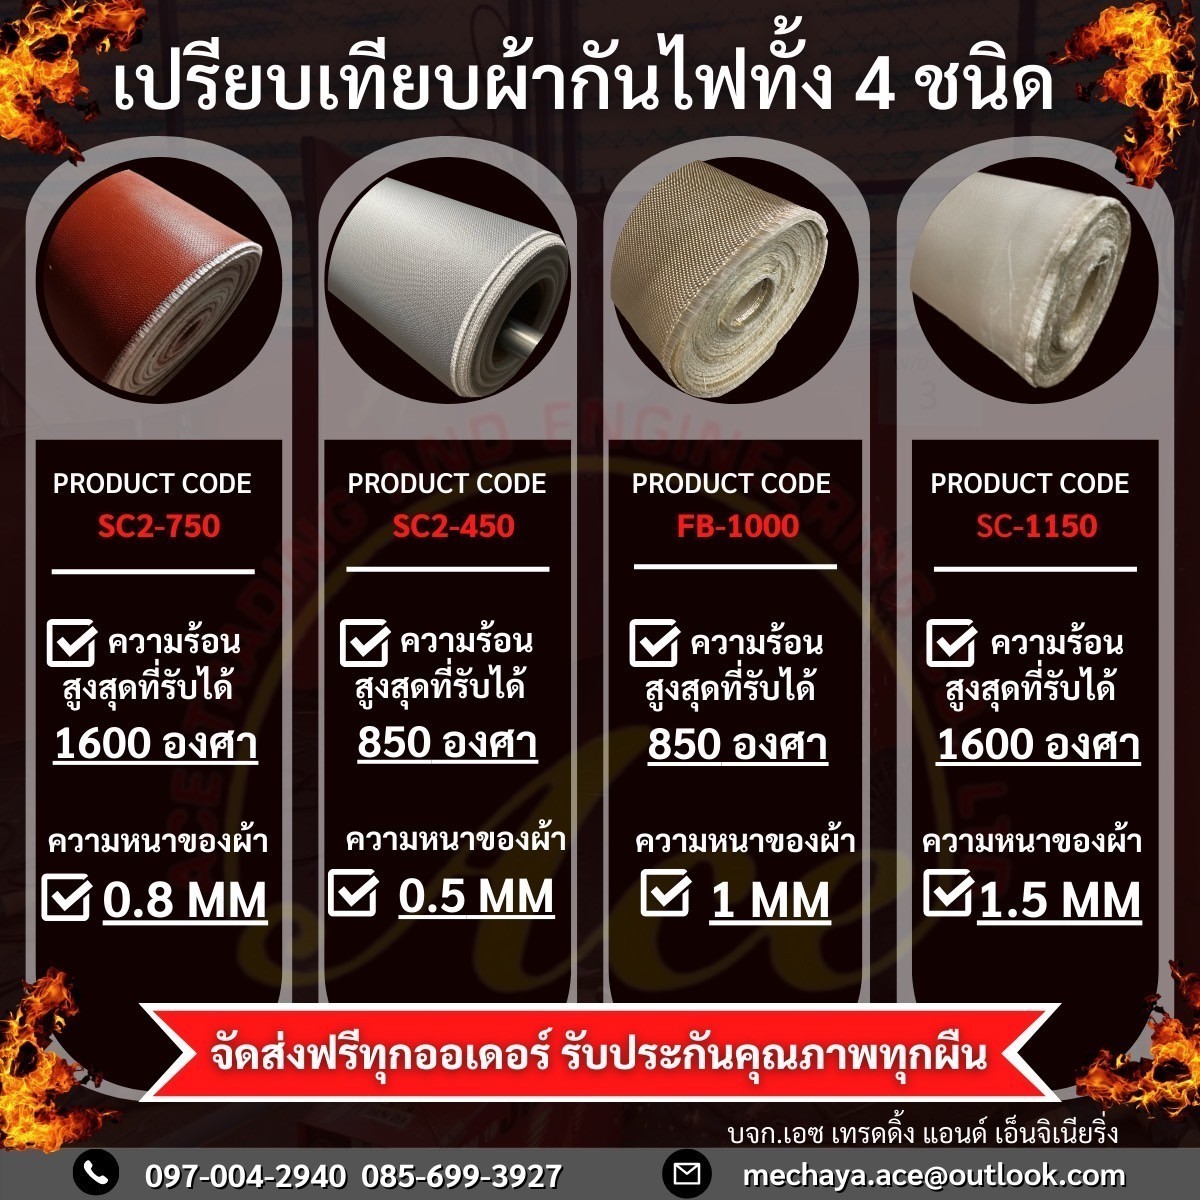 เปรียบเทียบผ้ากันไฟทั้ง 4 ชนิด
PRODUCT CODE
SC2-750
ความร้อน
สูงสุดที่รับได้
1600 องศา
ความหนาของผ้า
0.8 MM
PRODUCT CODE
SC2-450
ความร้อน
สูงสุดที่รับได้
850 องศา
ความหนาของผ้า
0.5 MM
PRODUCT CODE
FB-1000
ความร้อน
สูงสุดที่รับได้
850 องศา
ความหนาของผ้า
1 MM
PRODUCT CODE
SC-1150
ความร้อน
สูงสุดที่รับได้
1600 องศา
ความหนาของผ้า
1.5 MM
Ace
จัดส่งฟรีทุกออเดอร์ รับประกันคุณภาพทุกผืน
บจก.เอซ เทรดดิ้ง แอนด์ เอ็นจิเนียริ่ง
097-004-2940 085-699-3927
mechaya.ace@outlook.com